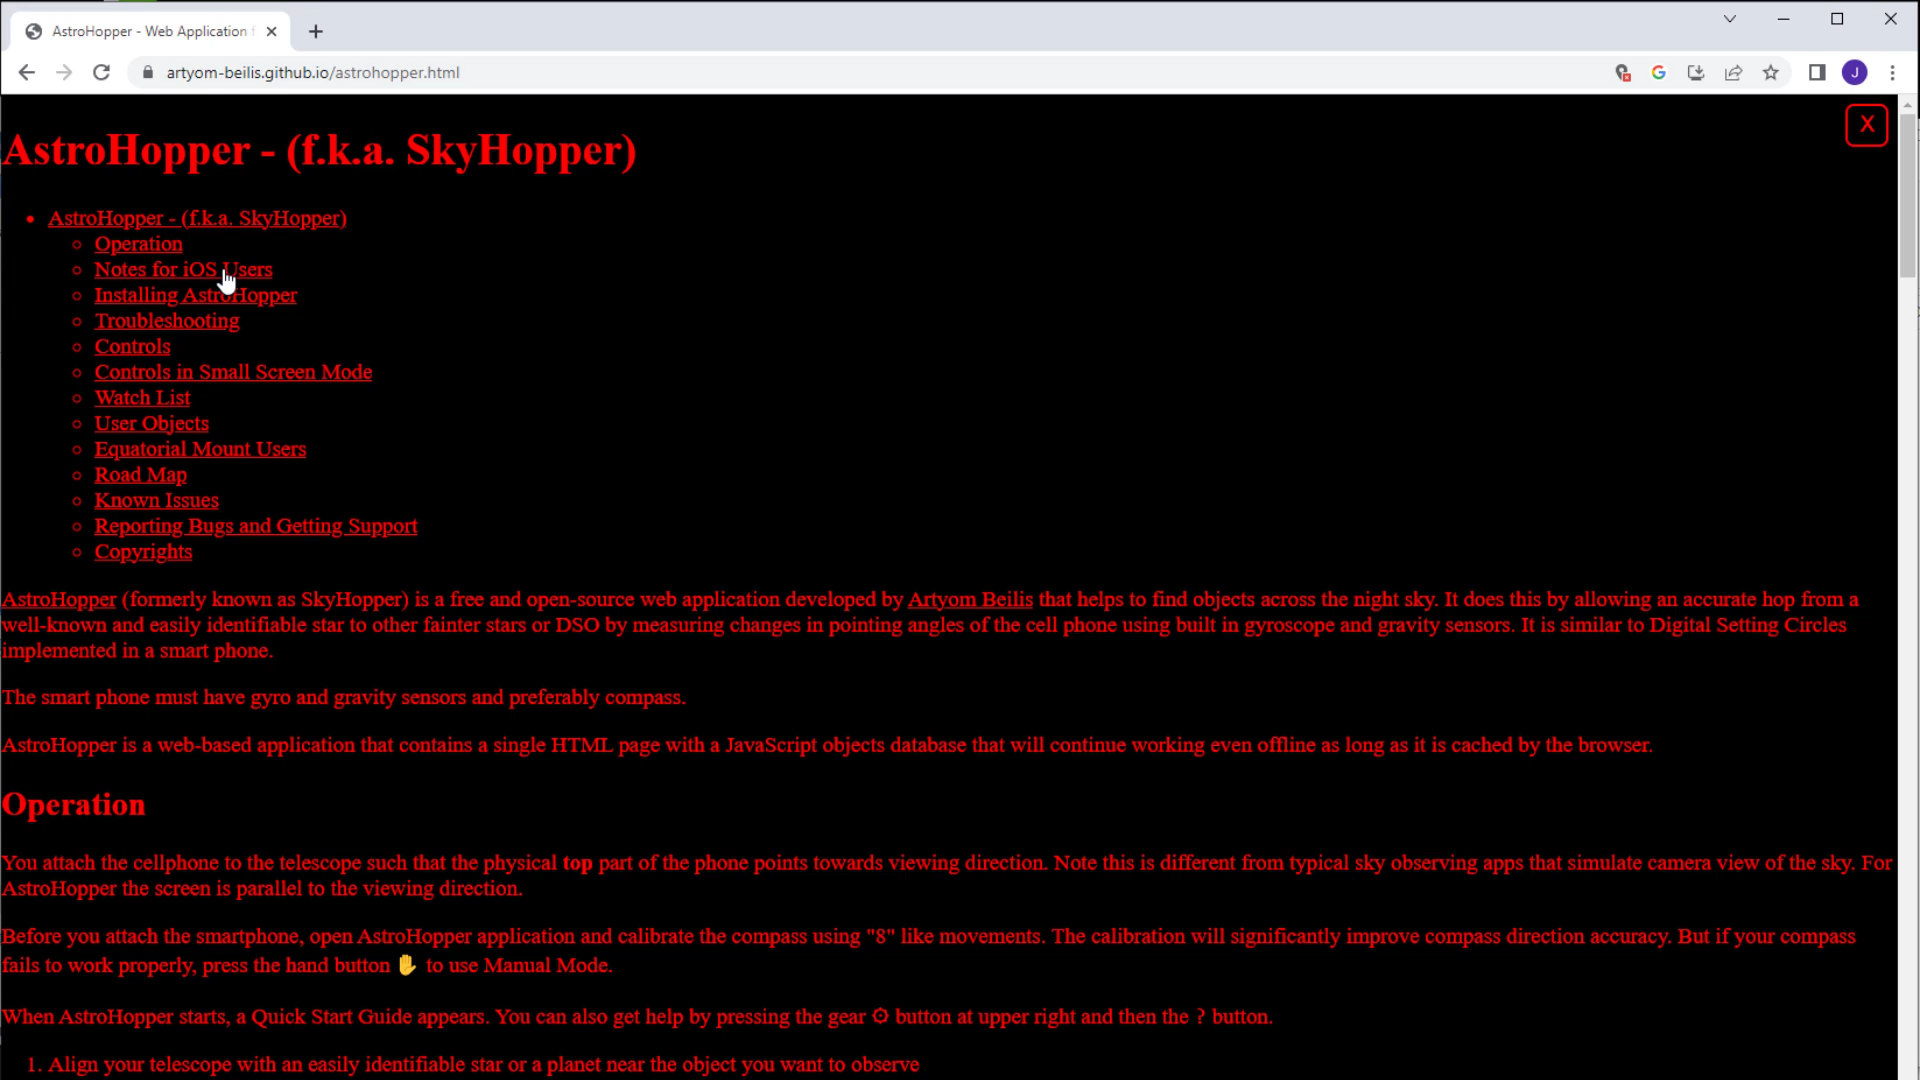 AstroHopper - Web Application
artyom-beilis.github.io/astrohopper.html
J
X
AstroHopper - (f.k.a. SkyHopper)
AstroHopper - (f.k.a. SkyHopper)
Operation
Notes for iOS Users
Installing AstroHopper
Troubleshooting
Controls
Controls in Small Screen Mode
Watch List
User Objects
Equatorial Mount Users
Road Map
Known Issues
Reporting Bugs and Getting Support
Copyrights
AstroHopper (formerly known as SkyHopper) is a free and open-source web application developed by Artyom Beilis that helps to find objects across the night sky. It does this by allowing an accurate hop from a
well-known and easily identifiable star to other fainter stars or DSO by measuring changes in pointing angles of the cell phone using built in gyroscope and gravity sensors. It is similar to Digital Setting Circles
implemented in a smart phone.
The smart phone must have gyro and gravity sensors and preferably compass.
AstroHopper is a web-based application that contains a single HTML page with a JavaScript objects database that will continue working even offline as long as it is cached by the browser.
Operation
You attach the cellphone to the telescope such that the physical top part of the phone points towards viewing direction. Note this is different from typical sky observing apps that simulate camera view of the sky. For
AstroHopper the screen is parallel to the viewing direction.
Before you attach the smartphone, open AstroHopper application and calibrate the compass using "8" like movements. The calibration will significantly improve compass direction accuracy. But if your compass
fails to work properly, press the hand button ✋ to use Manual Mode.
When AstroHopper starts, a Quick Start Guide appears. You can also get help by pressing the gear ⚙ button at upper right and then the ? button.
1. Align your telescope with an easily identifiable star or a planet near the object you want to observe